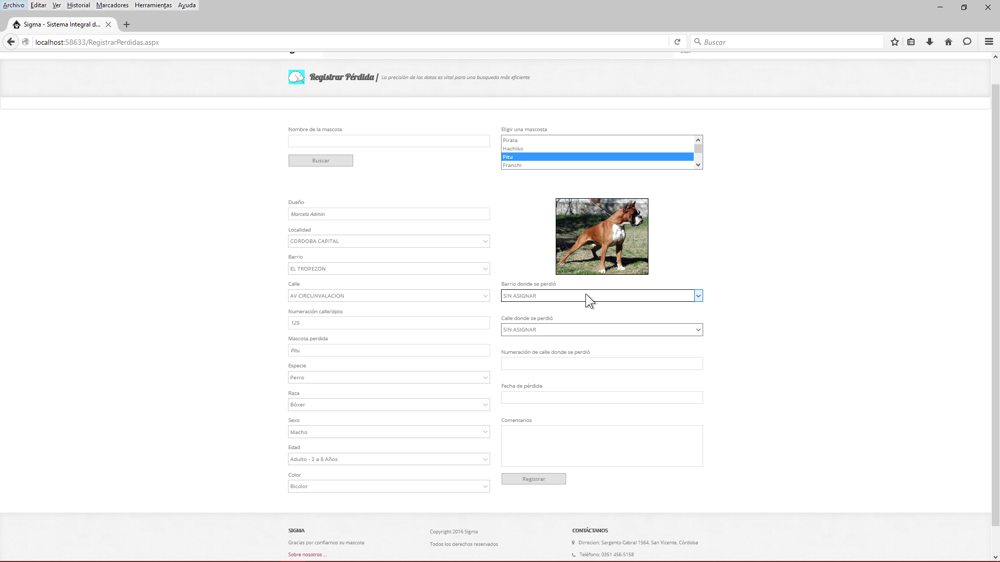 Archivo Editar Ver Historial Marcadores Herramientas Ayuda
Sigma - Sistema Integral d...
localhost:58633/RegistrarPerdidas.aspx
Buscar
Registrar Pérdida / La precisión de los datos es vital para una busqueda más eficiente
Nombre de la mascota
Buscar
Eligir una mascosta
Pirata
Hachiko
Pitu
Franchi
Dueño
Marcela Admin
Localidad
CORDOBA CAPITAL
Barrio
EL TROPEZON
Calle
AV CIRCUNVALACION
Numeración calle/dpto
125
Mascota perdida
Pitu
Especie
Perro
Raza
Bóxer
Sexo
Macho
Edad
Adulto - 2 a 8 Años
Color
Bicolor
Barrio donde se perdió
SIN ASIGNAR
Calle donde se perdió
SIN ASIGNAR
Numeración de calle donde se perdió
Fecha de pérdida
Comentarios
Registrar
SIGMA
Gracias por confiarnos su mascota
Sobre nosotros ...
Copyright 2016 Sigma
Todos los derechos reservados
CONTÁCTANOS
Dirrecion: Sargento Cabral 1564, San Vicente, Córdoba
Teléfono: 0351 456-5158